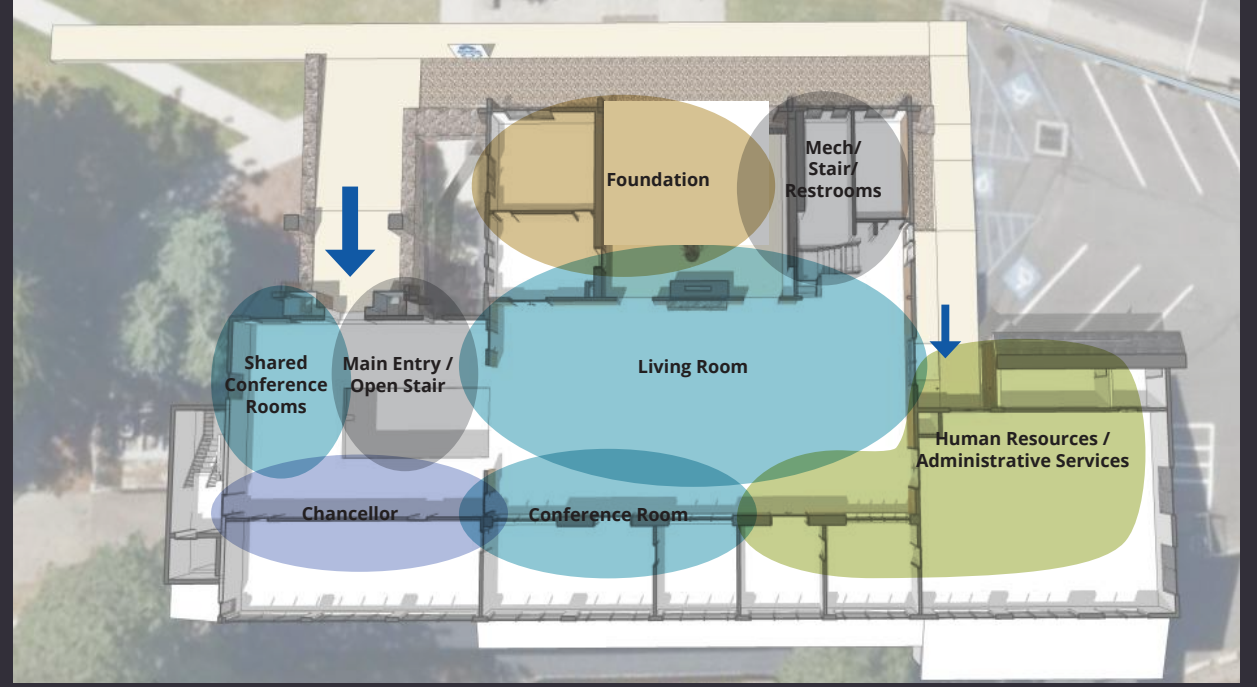 Foundation
Mech/
Stair/
Restrooms
Shared
Conference
Rooms
Main Entry /
Open Stair
Living Room
Human Resources /
Administrative Services
Chancellor
Conference Room